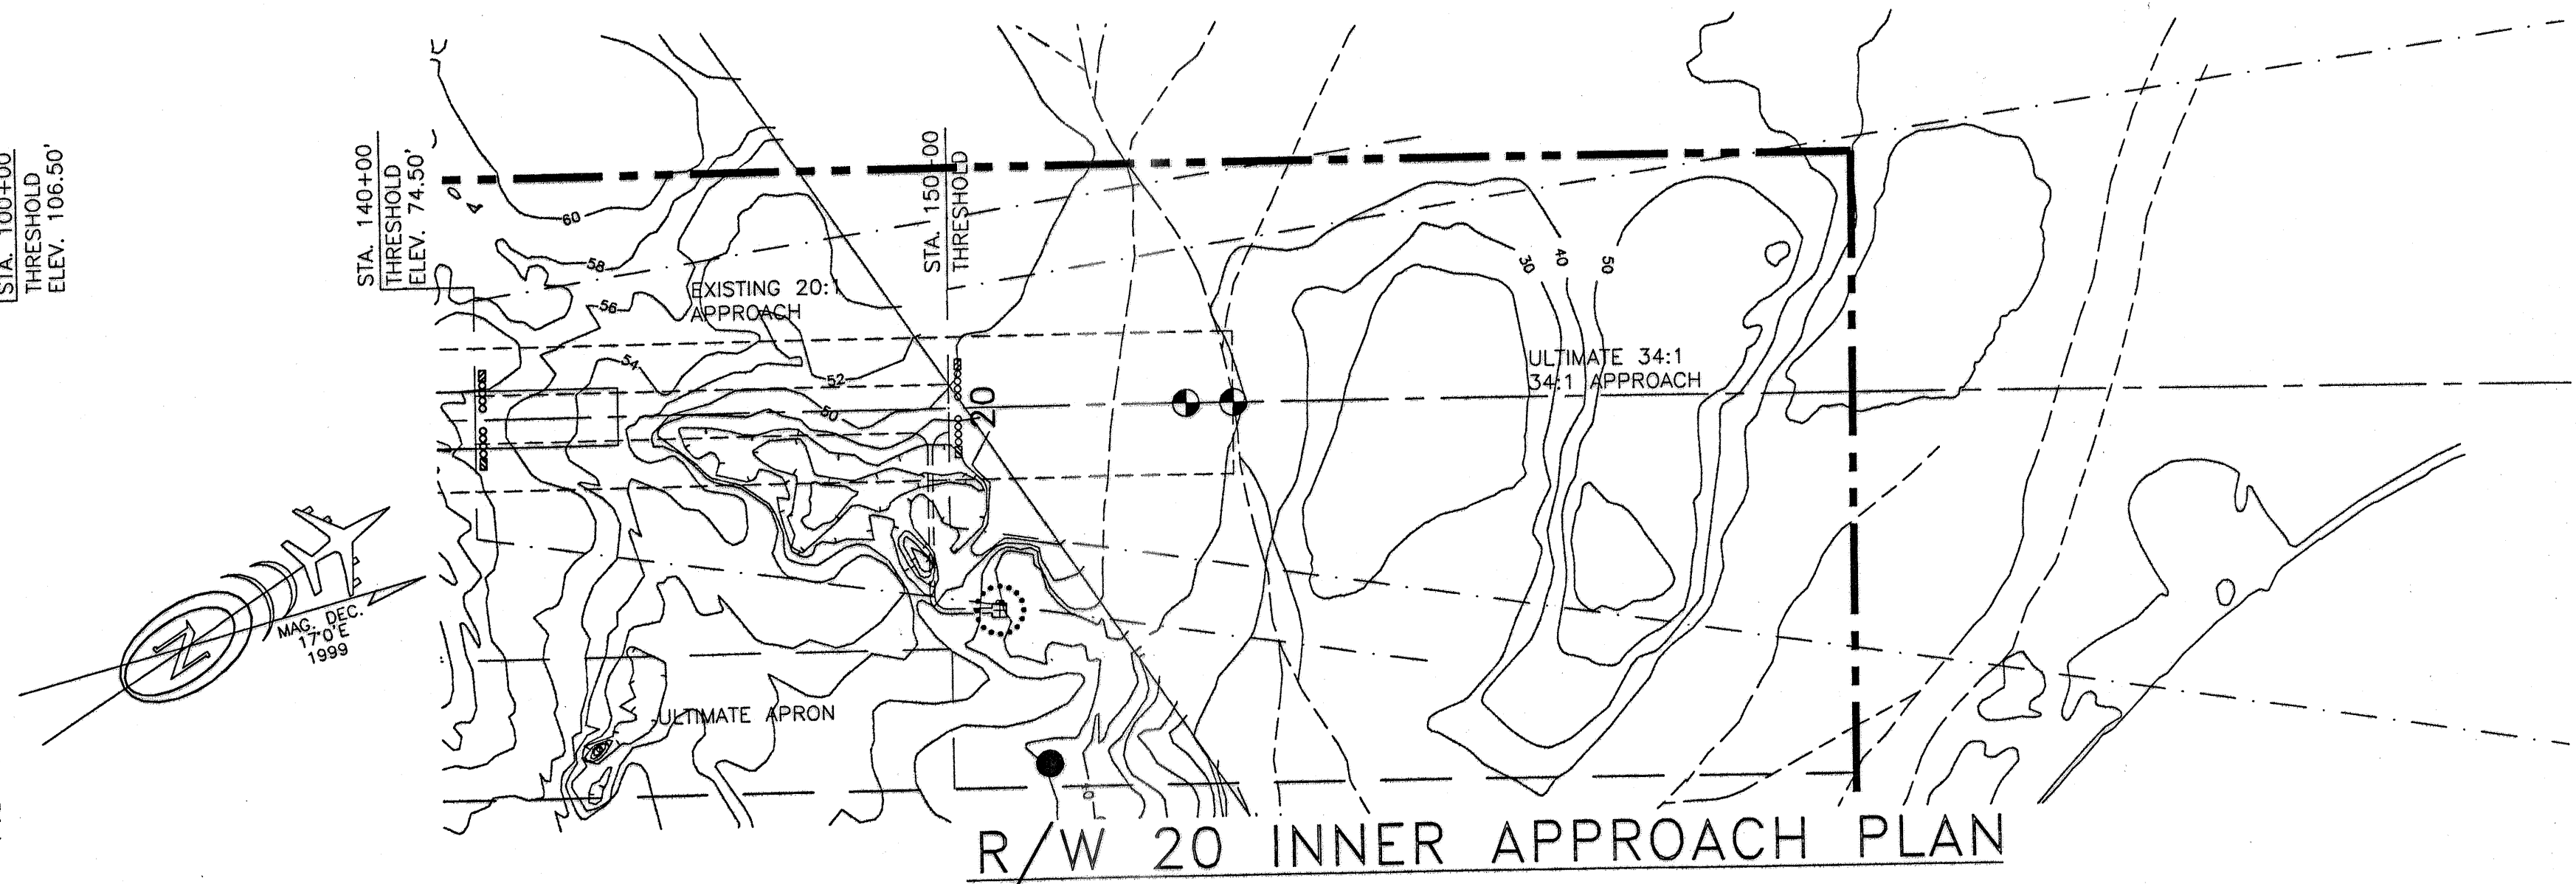 STA. 100+00
THRESHOLD
ELEV. 106.50'
STA. 140+00
THRESHOLD
ELEV. 74.50'
STA. 150+00
THRESHOLD
60
58
56
54
52
50
EXISTING 20:1
APPROACH
20
30
40
50
ULTIMATE 34:1
34:1 APPROACH
N
MAG. DEC.
17°0'E
1999
ULTIMATE APRON
R/W 20 INNER APPROACH PLAN